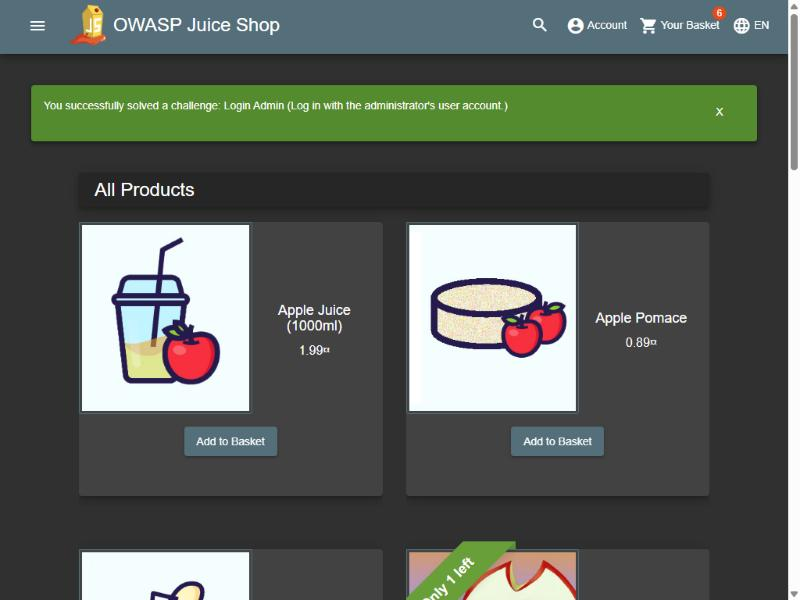 OWASP Juice Shop
Account
Your Basket
6
EN
You successfully solved a challenge: Login Admin (Log in with the administrator's user account.)
X
All Products
Apple Juice
(1000ml)
1.99¤
Add to Basket
Apple Pomace
0.89¤
Add to Basket
Only 1 left